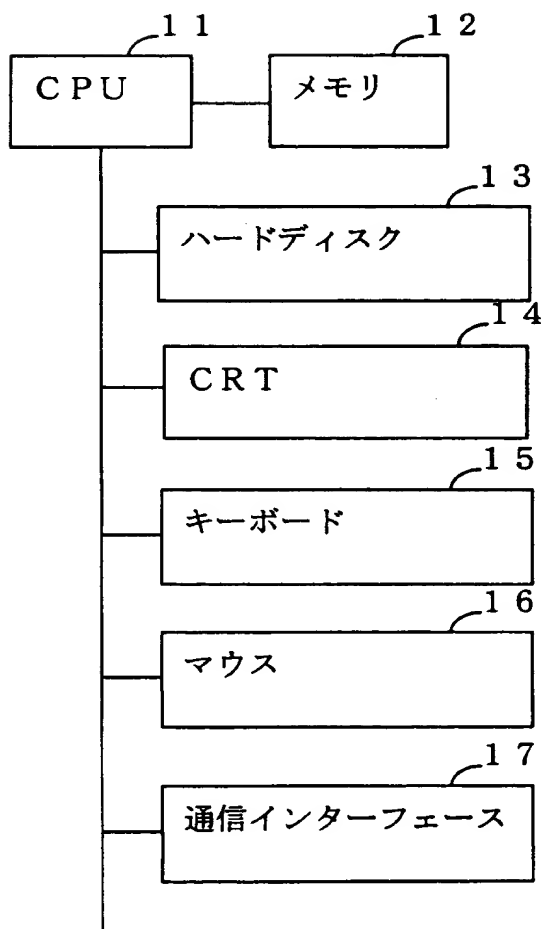 １１
ＣＰＵ
１２
メモリ
１３
ハードディスク
１４
ＣＲＴ
１５
キーボード
１６
マウス
１７
通信インターフェース